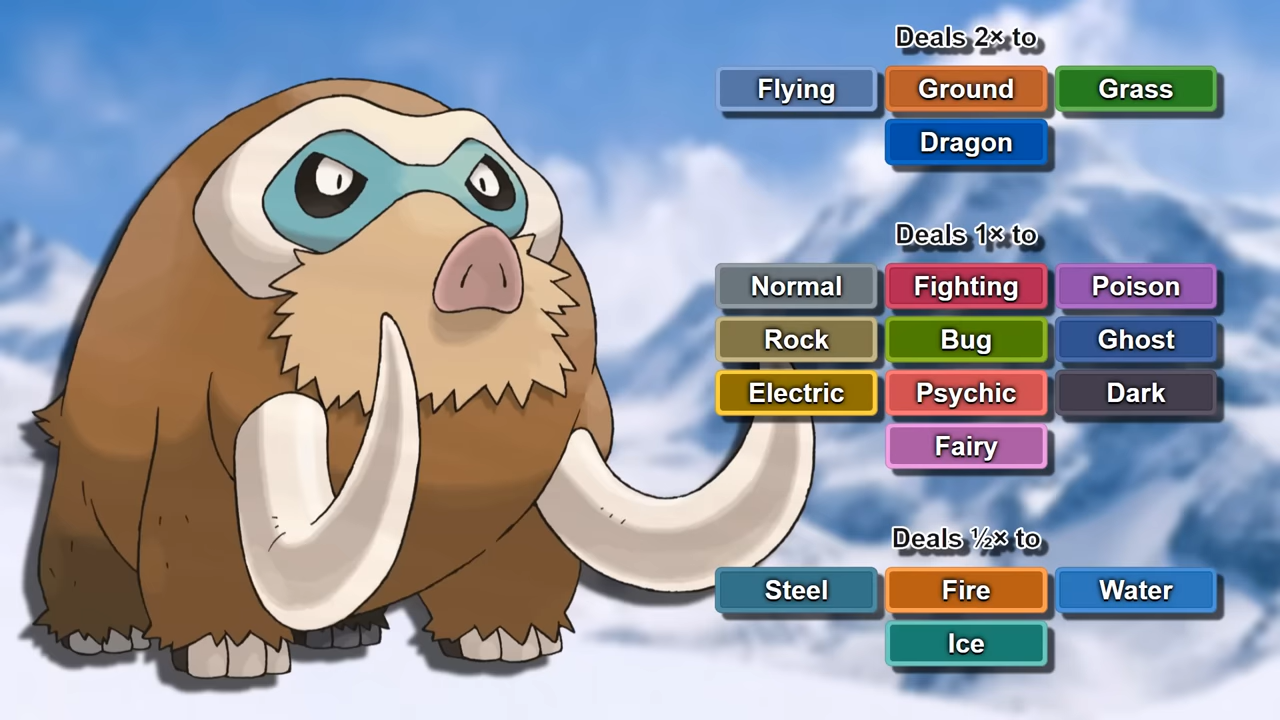 Deals 2× to
Flying Ground Grass
Dragon
Deals 1× to
Normal Fighting Poison
Rock Bug Ghost
Electric Psychic Dark
Fairy
Deals ½× to
Steel Fire Water
Ice